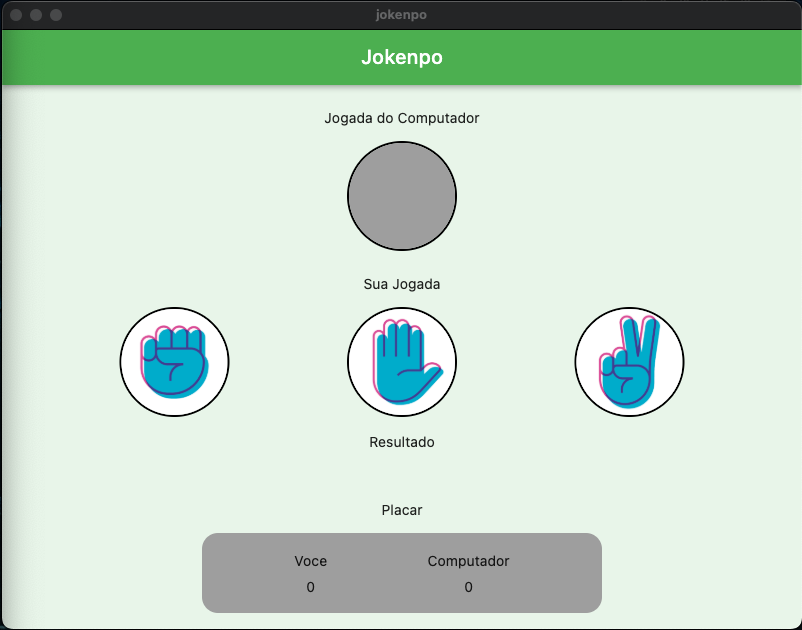 jokenpo
Jokenpo
Jogada do Computador
Sua Jogada
Resultado
Placar
Voce Computador
0 0